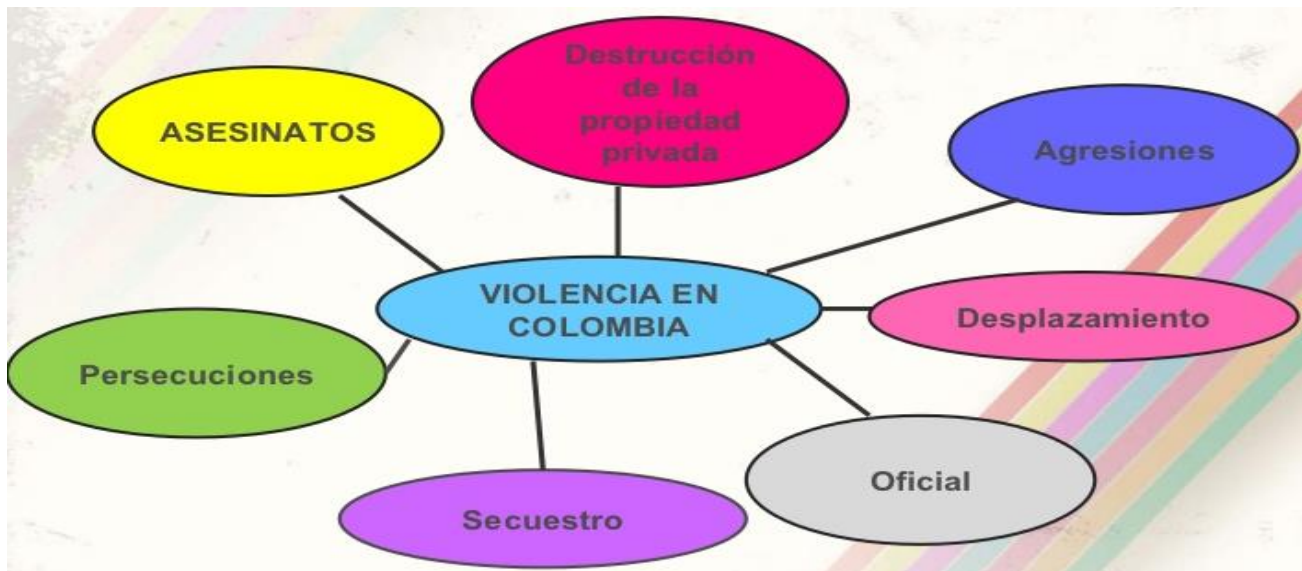 Destrucción
de la
propiedad
privada
ASESINATOS
Agresiones
VIOLENCIA EN
COLOMBIA
Desplazamiento
Persecuciones
Oficial
Secuestro